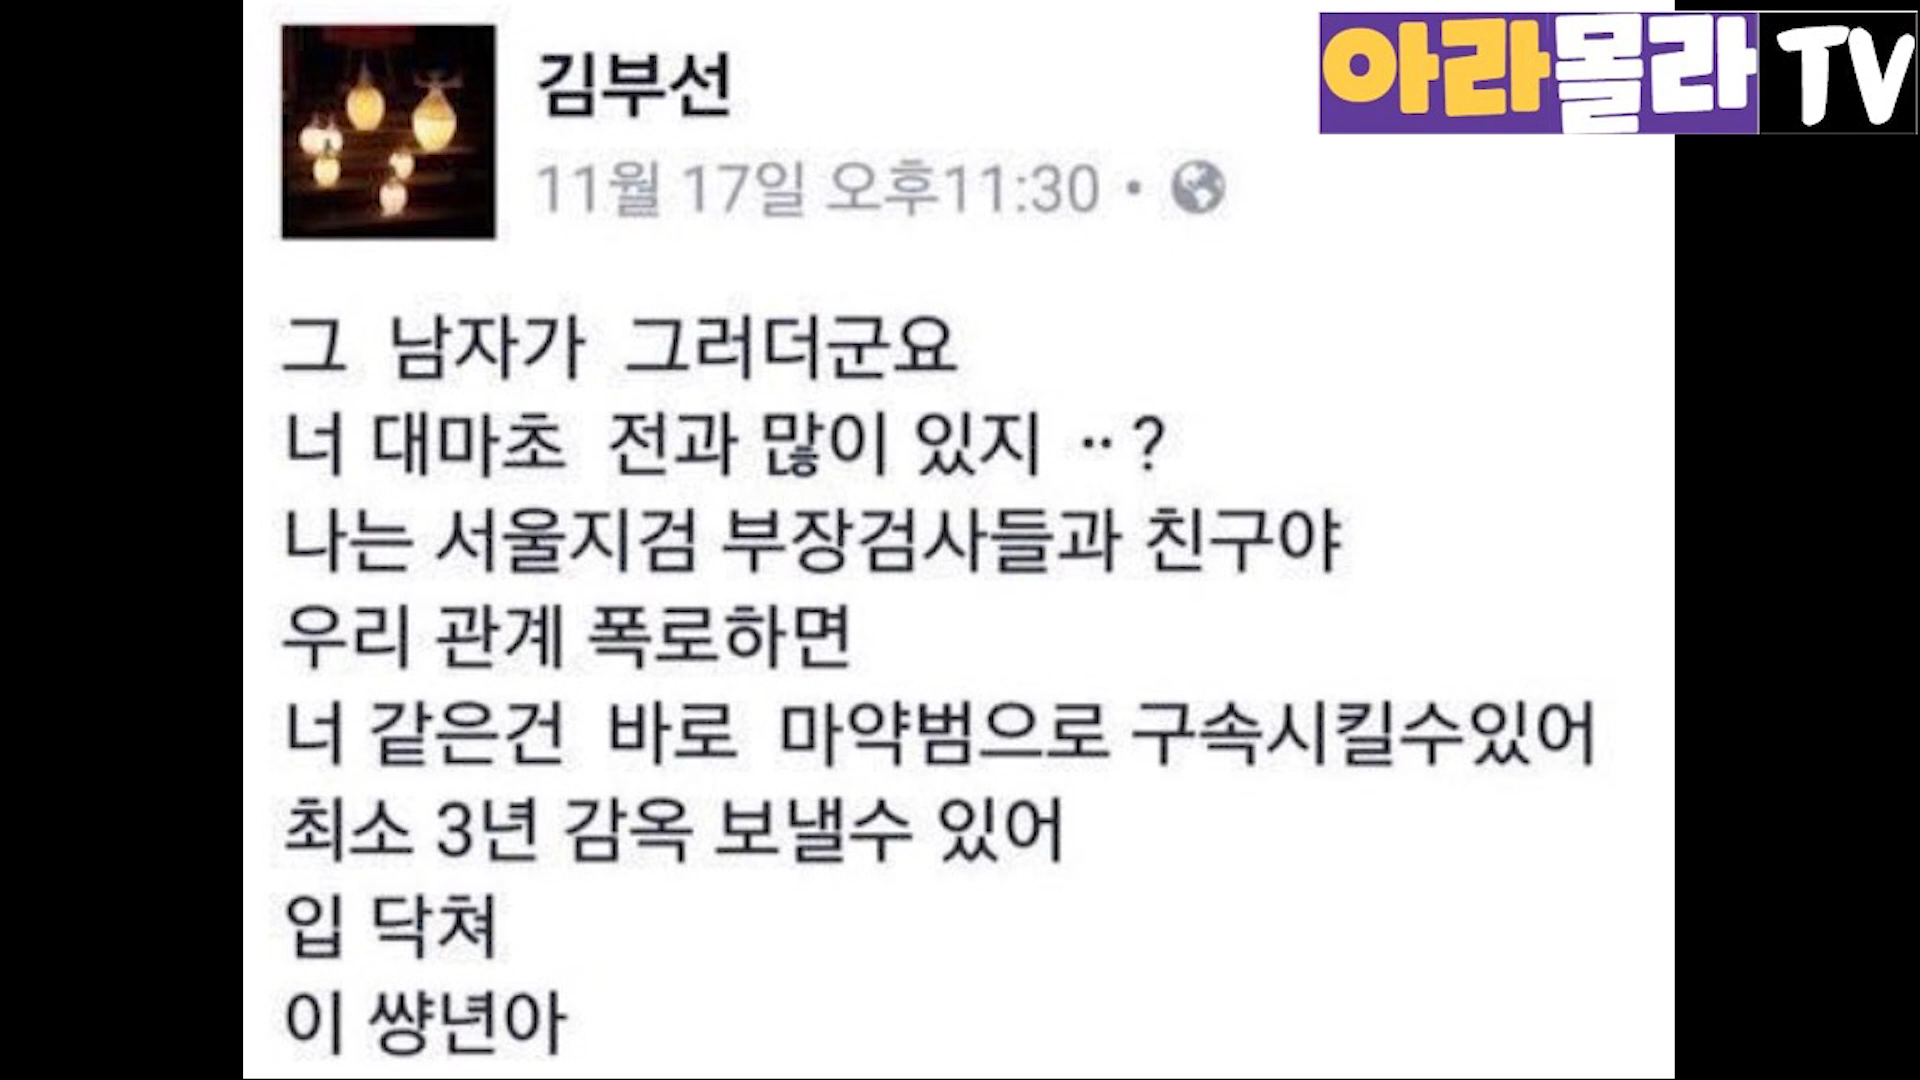 아라몰라 TV
김부선
11월 17일 오후11:30 •
그 남자가 그러더군요
너 대마초 전과 많이 있지 ··?
나는 서울지검 부장검사들과 친구야
우리 관계 폭로하면
너 같은건 바로 마약범으로 구속시킬수있어
최소 3년 감옥 보낼수 있어
입 닥쳐
이 썅년아